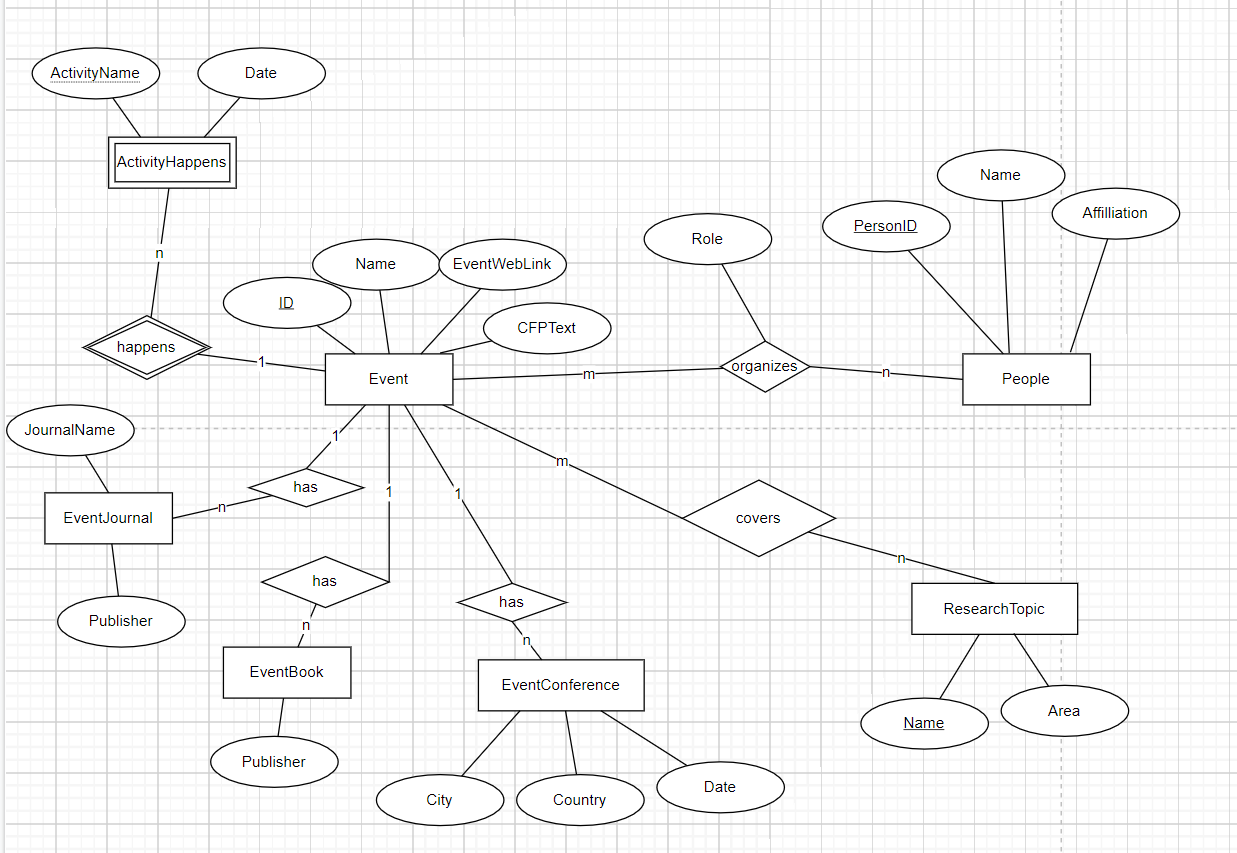 ActivityName
Date
ActivityHappens
n
happens
1
ID
Name
EventWebLink
CFPText
Event
m
Role
organizes
n
PersonID
Name
Affilliation
People
JournalName
1
has
n
EventJournal
Publisher
1
has
n
EventBook
Publisher
1
has
n
EventConference
City
Country
Date
m
covers
n
ResearchTopic
Name
Area